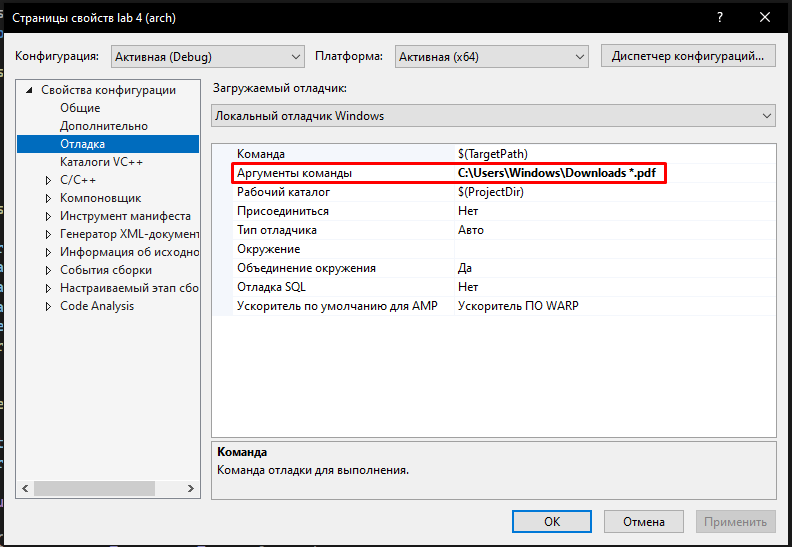 Страницы свойств lab 4 (arch)
?
Конфигурация: Активная (Debug) Платформа: Активная (x64) Диспетчер конфигураций...
Свойства конфигурации
Общие
Дополнительно
Отладка
Каталоги VC++
C/C++
Компоновщик
Инструмент манифеста
Генератор XML-документ
Информация об исходно
События сборки
Настраиваемый этап сбо
Code Analysis
Загружаемый отладчик:
Локальный отладчик Windows
Команда $(TargetPath)
Аргументы команды C:\Users\Windows\Downloads *.pdf
Рабочий каталог $(ProjectDir)
Присоединиться Нет
Тип отладчика Авто
Окружение
Объединение окружения Да
Отладка SQL Нет
Ускоритель по умолчанию для AMP Ускоритель ПО WARP
Команда
Команда отладки для выполнения.
ОК Отмена Применить